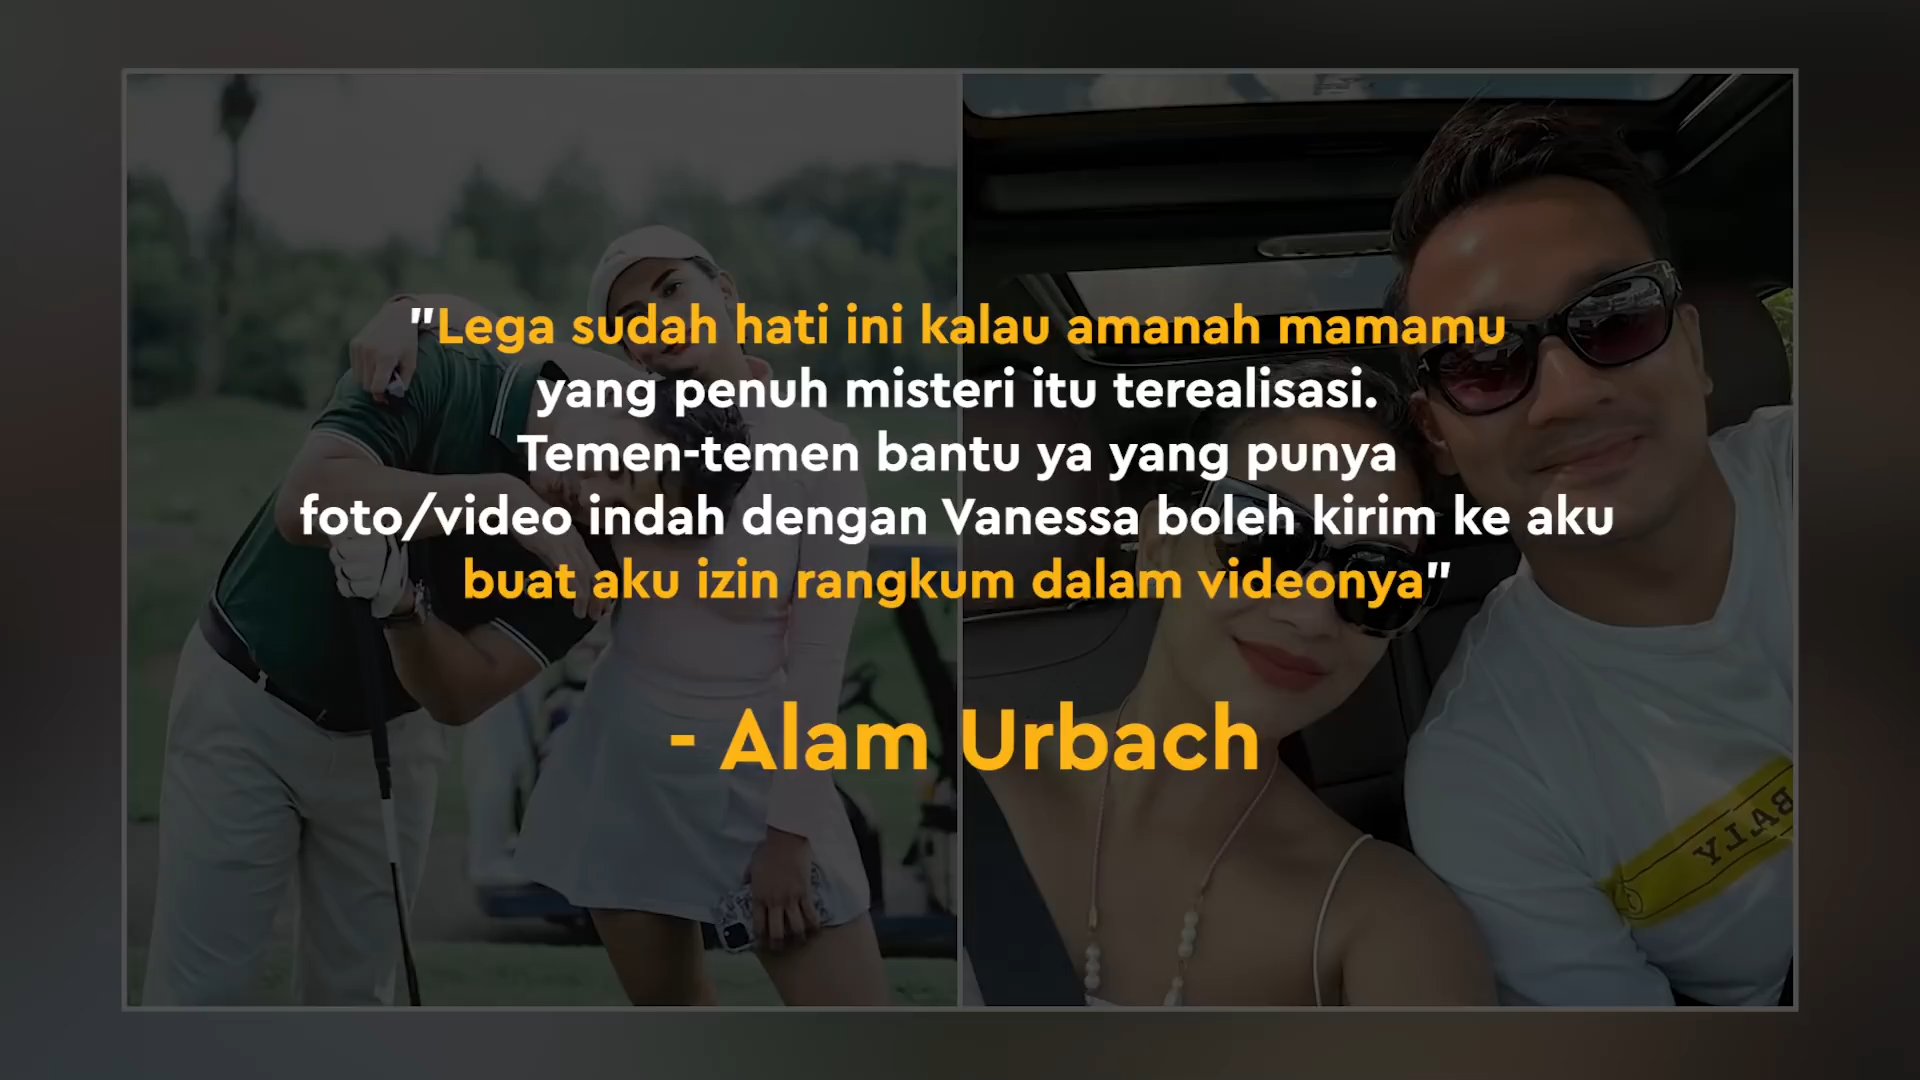 "Lega sudah hati ini kalau amanah mamamu
yang penuh misteri itu terealisasi.
Temen-temen bantu ya yang punya
foto/video indah dengan Vanessa boleh kirim ke aku
buat aku izin rangkum dalam videonya"
- Alam Urbach
BALY